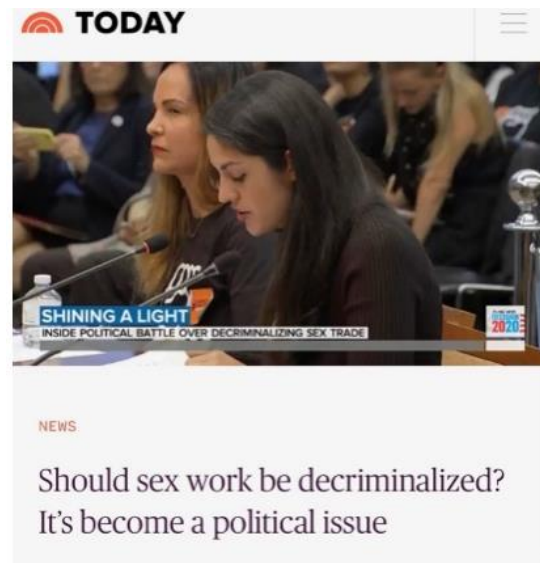 TODAY
SHINING A LIGHT
INSIDE POLITICAL BATTLE OVER DECRIMINALIZING SEX TRADE
2020
NEWS
Should sex work be decriminalized?
It's become a political issue